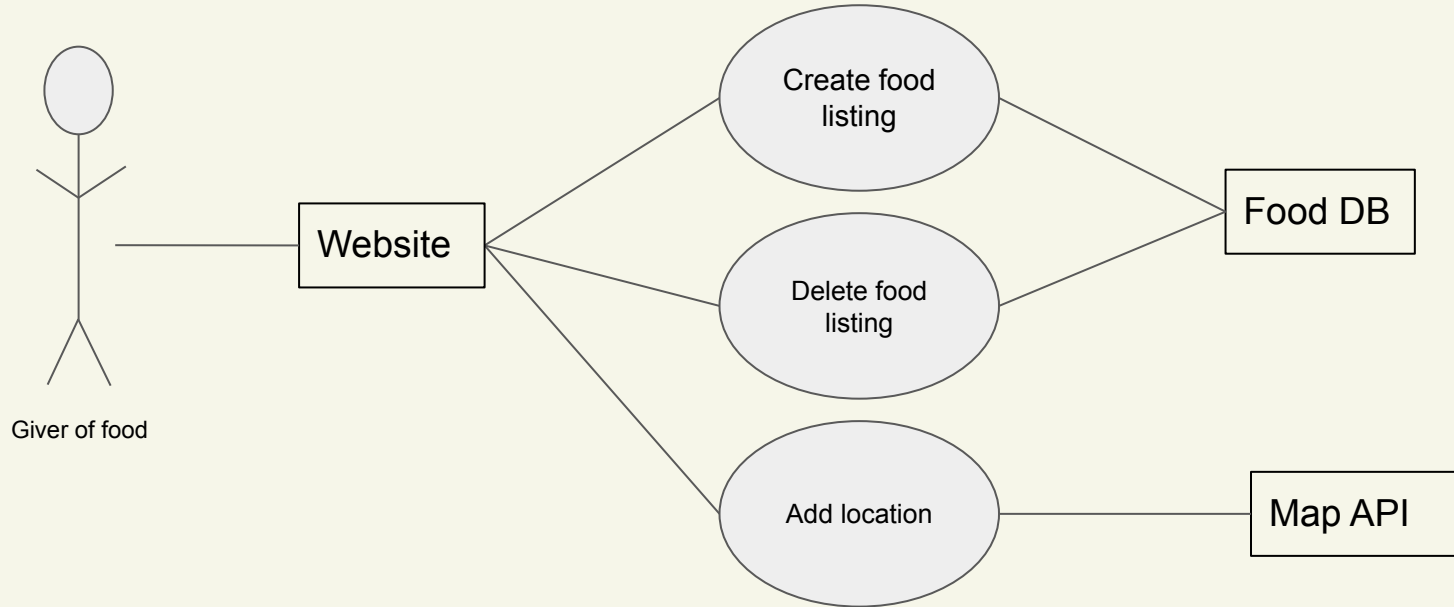 Create food
listing
Food DB
Website
Delete food
listing
Giver of food
Add location
Map API